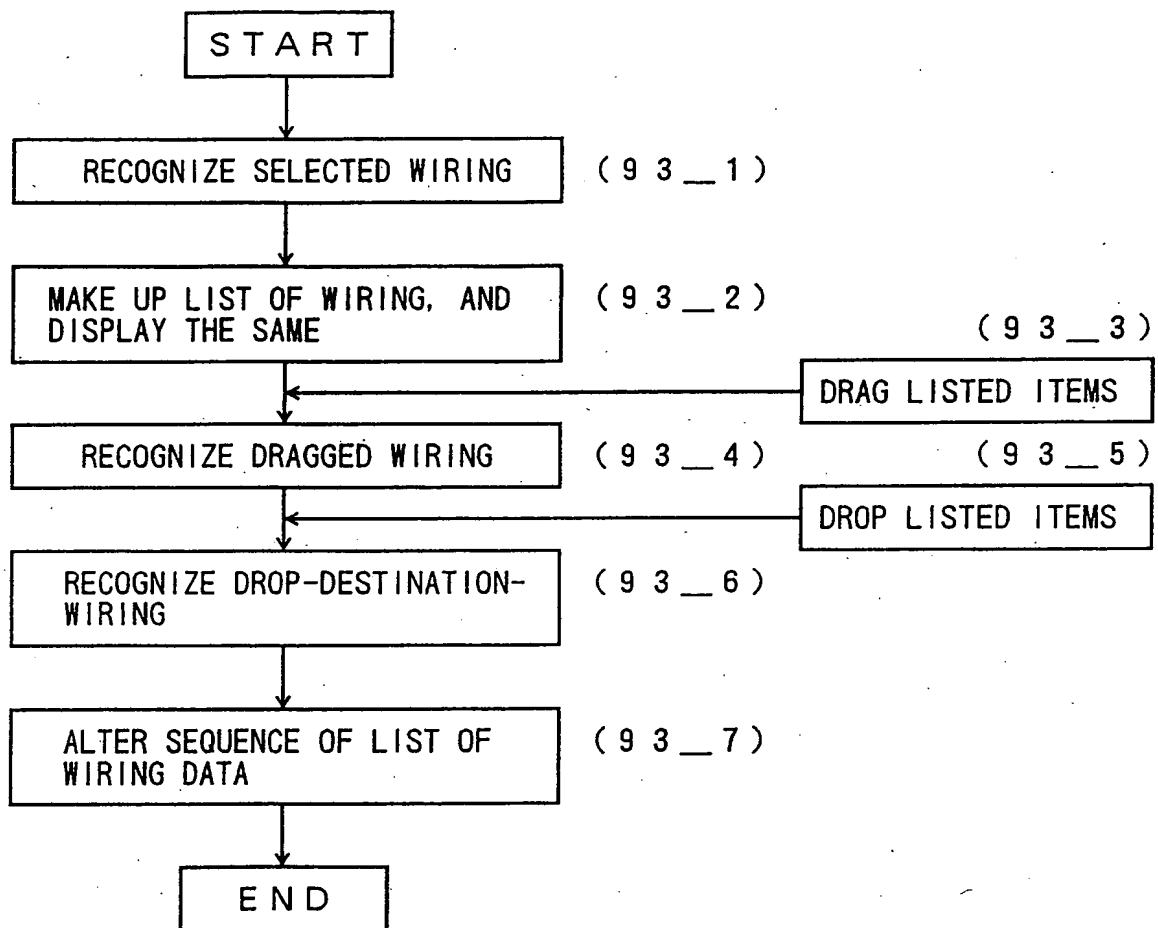 START
RECOGNIZE SELECTED WIRING
(93_1)
MAKE UP LIST OF WIRING, AND
DISPLAY THE SAME
(93_2)
(93_3)
DRAG LISTED ITEMS
RECOGNIZE DRAGGED WIRING
(93_4)
(93_5)
DROP LISTED ITEMS
RECOGNIZE DROP-DESTINATION-
WIRING
(93_6)
ALTER SEQUENCE OF LIST OF
WIRING DATA
(93_7)
END